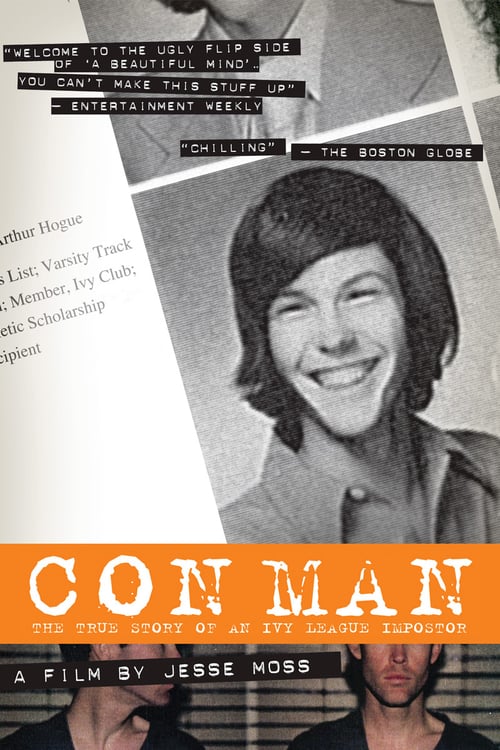 "WELCOME TO THE UGLY FLIP SIDE
OF 'A BEAUTIFUL MIND'..
YOU CAN'T MAKE THIS STUFF UP"
— ENTERTAINMENT WEEKLY
"CHILLING" — THE BOSTON GLOBE
Arthur Hogue
s List; Varsity Track
; Member, Ivy Club;
etic Scholarship
cipient
CON MAN
THE TRUE STORY OF AN IVY LEAGUE IMPOSTOR
A FILM BY JESSE MOSS